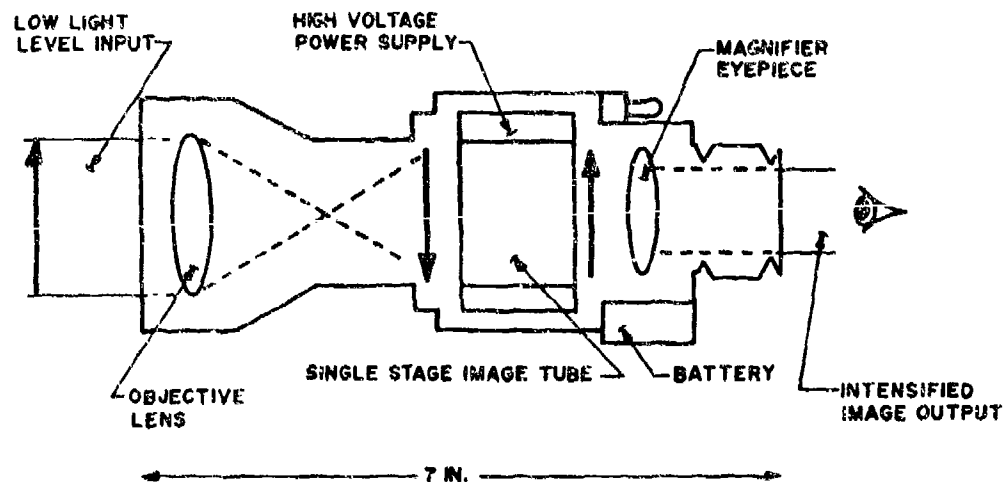 LOW LIGHT
LEVEL INPUT
HIGH VOLTAGE
POWER SUPPLY
MAGNIFIER
EYEPIECE
SINGLE STAGE IMAGE TUBE
BATTERY
OBJECTIVE
LENS
INTENSIFIED
IMAGE OUTPUT
7 IN.